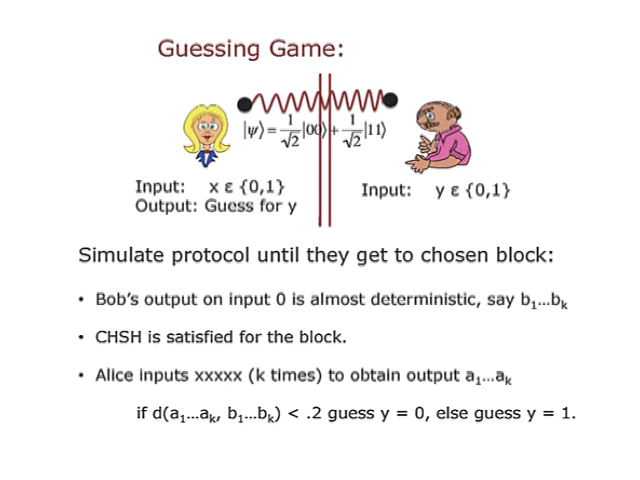 Guessing Game:
|ψ⟩ = 1/√2 |00⟩ + 1/√2 |11⟩
Input: x ε {0,1}
Output: Guess for y
Input: y ε {0,1}
Simulate protocol until they get to chosen block:
• Bob's output on input 0 is almost deterministic, say b₁...bₖ
• CHSH is satisfied for the block.
• Alice inputs xxxxx (k times) to obtain output a₁...aₖ
if d(a₁...aₖ, b₁...bₖ) < .2 guess y = 0, else guess y = 1.